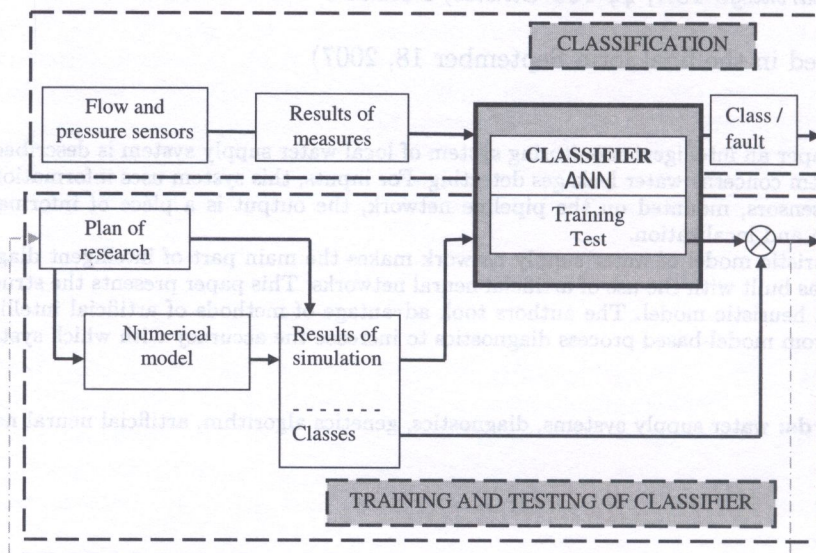 CLASSIFICATION
Flow and
pressure sensors
Results of
measures
CLASSIFIER
ANN
Training
Test
Class /
fault
Plan of
research
Numerical
model
Results of
simulation
Classes
TRAINING AND TESTING OF CLASSIFIER